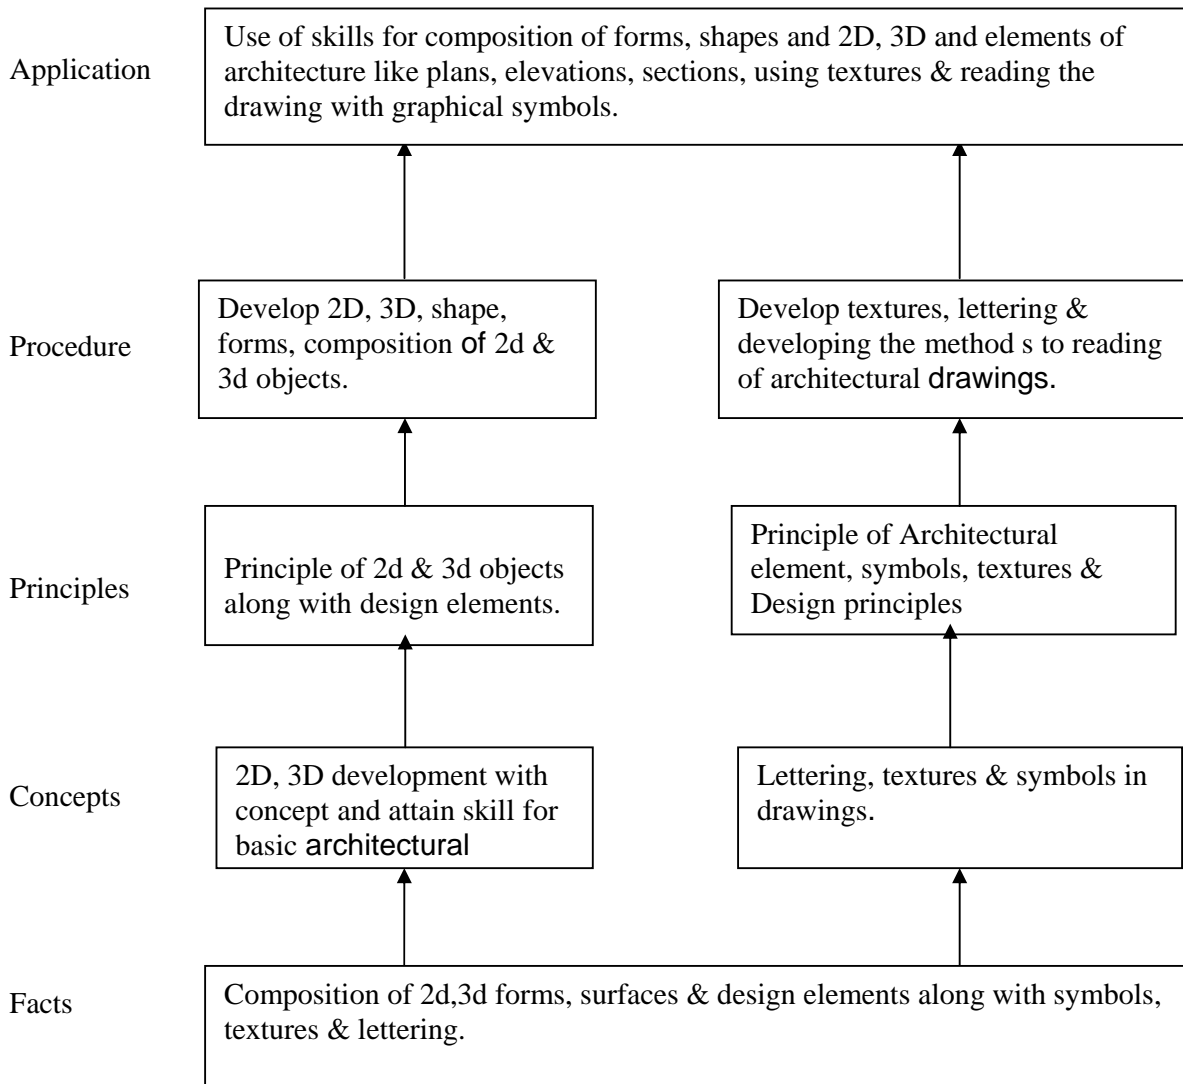 Application
Use of skills for composition of forms, shapes and 2D, 3D and elements of
architecture like plans, elevations, sections, using textures & reading the
drawing with graphical symbols.
Procedure
Develop 2D, 3D, shape,
forms, composition of 2d &
3d objects.
Develop textures, lettering &
developing the method s to reading
of architectural drawings.
Principles
Principle of 2d & 3d objects
along with design elements.
Principle of Architectural
element, symbols, textures &
Design principles
Concepts
2D, 3D development with
concept and attain skill for
basic architectural
Lettering, textures & symbols in
drawings.
Facts
Composition of 2d,3d forms, surfaces & design elements along with symbols,
textures & lettering.